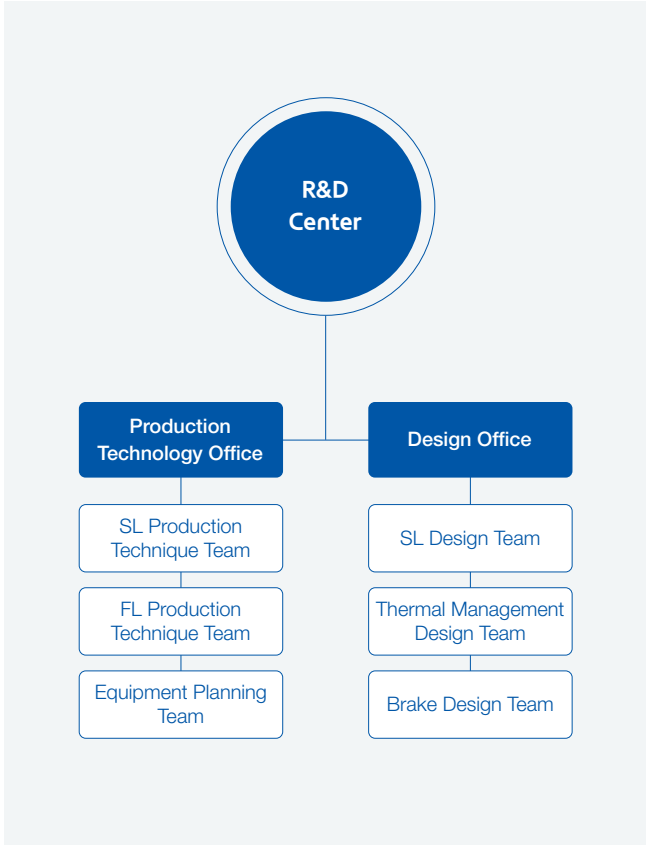 R&D
Center
Production
Technology Office
Design Office
SL Production
Technique Team
SL Design Team
FL Production
Technique Team
Thermal Management
Design Team
Equipment Planning
Team
Brake Design Team